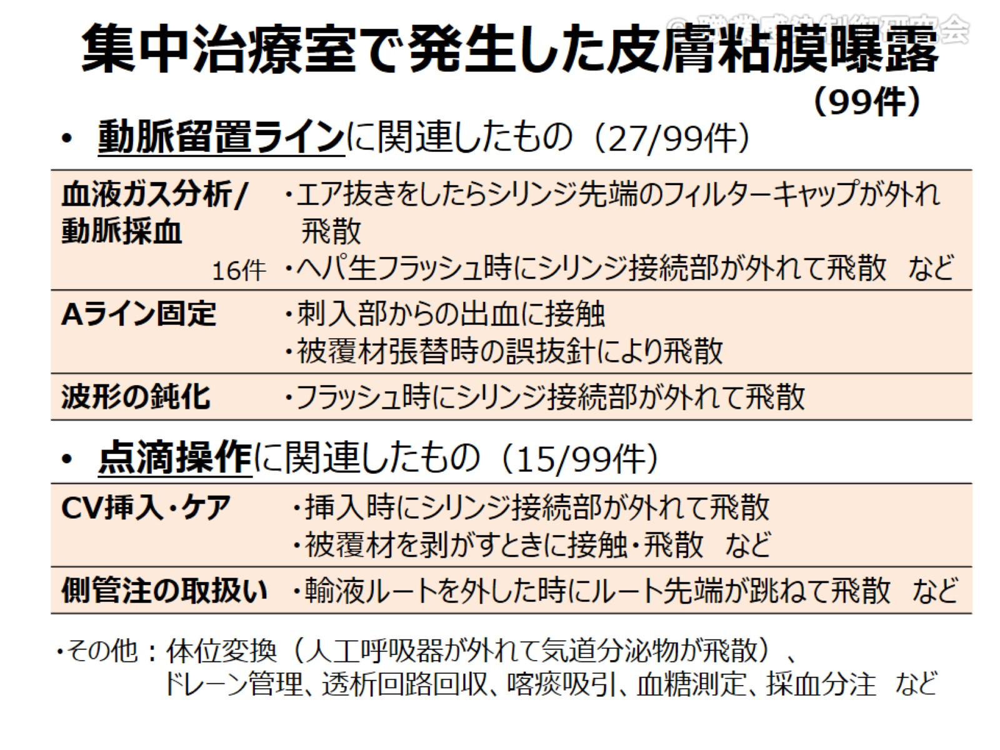 © 職業感染制御研究会
集中治療室で発生した皮膚粘膜曝露
（99件）
• 動脈留置ラインに関連したもの（27/99件）
血液ガス分析/
動脈採血
16件
・エア抜きをしたらシリンジ先端のフィルターキャップが外れ
飛散
・ヘパ生フラッシュ時にシリンジ接続部が外れて飛散　など
Aライン固定
・刺入部からの出血に接触
・被覆材張替時の誤抜針により飛散
波形の鈍化
・フラッシュ時にシリンジ接続部が外れて飛散
• 点滴操作に関連したもの（15/99件）
CV挿入・ケア
・挿入時にシリンジ接続部が外れて飛散
・被覆材を剥がすときに接触・飛散　など
側管注の取扱い
・輸液ルートを外した時にルート先端が跳ねて飛散　など
・その他：体位変換（人工呼吸器が外れて気道分泌物が飛散）、
ドレーン管理、透析回路回収、喀痰吸引、血糖測定、採血分注　など